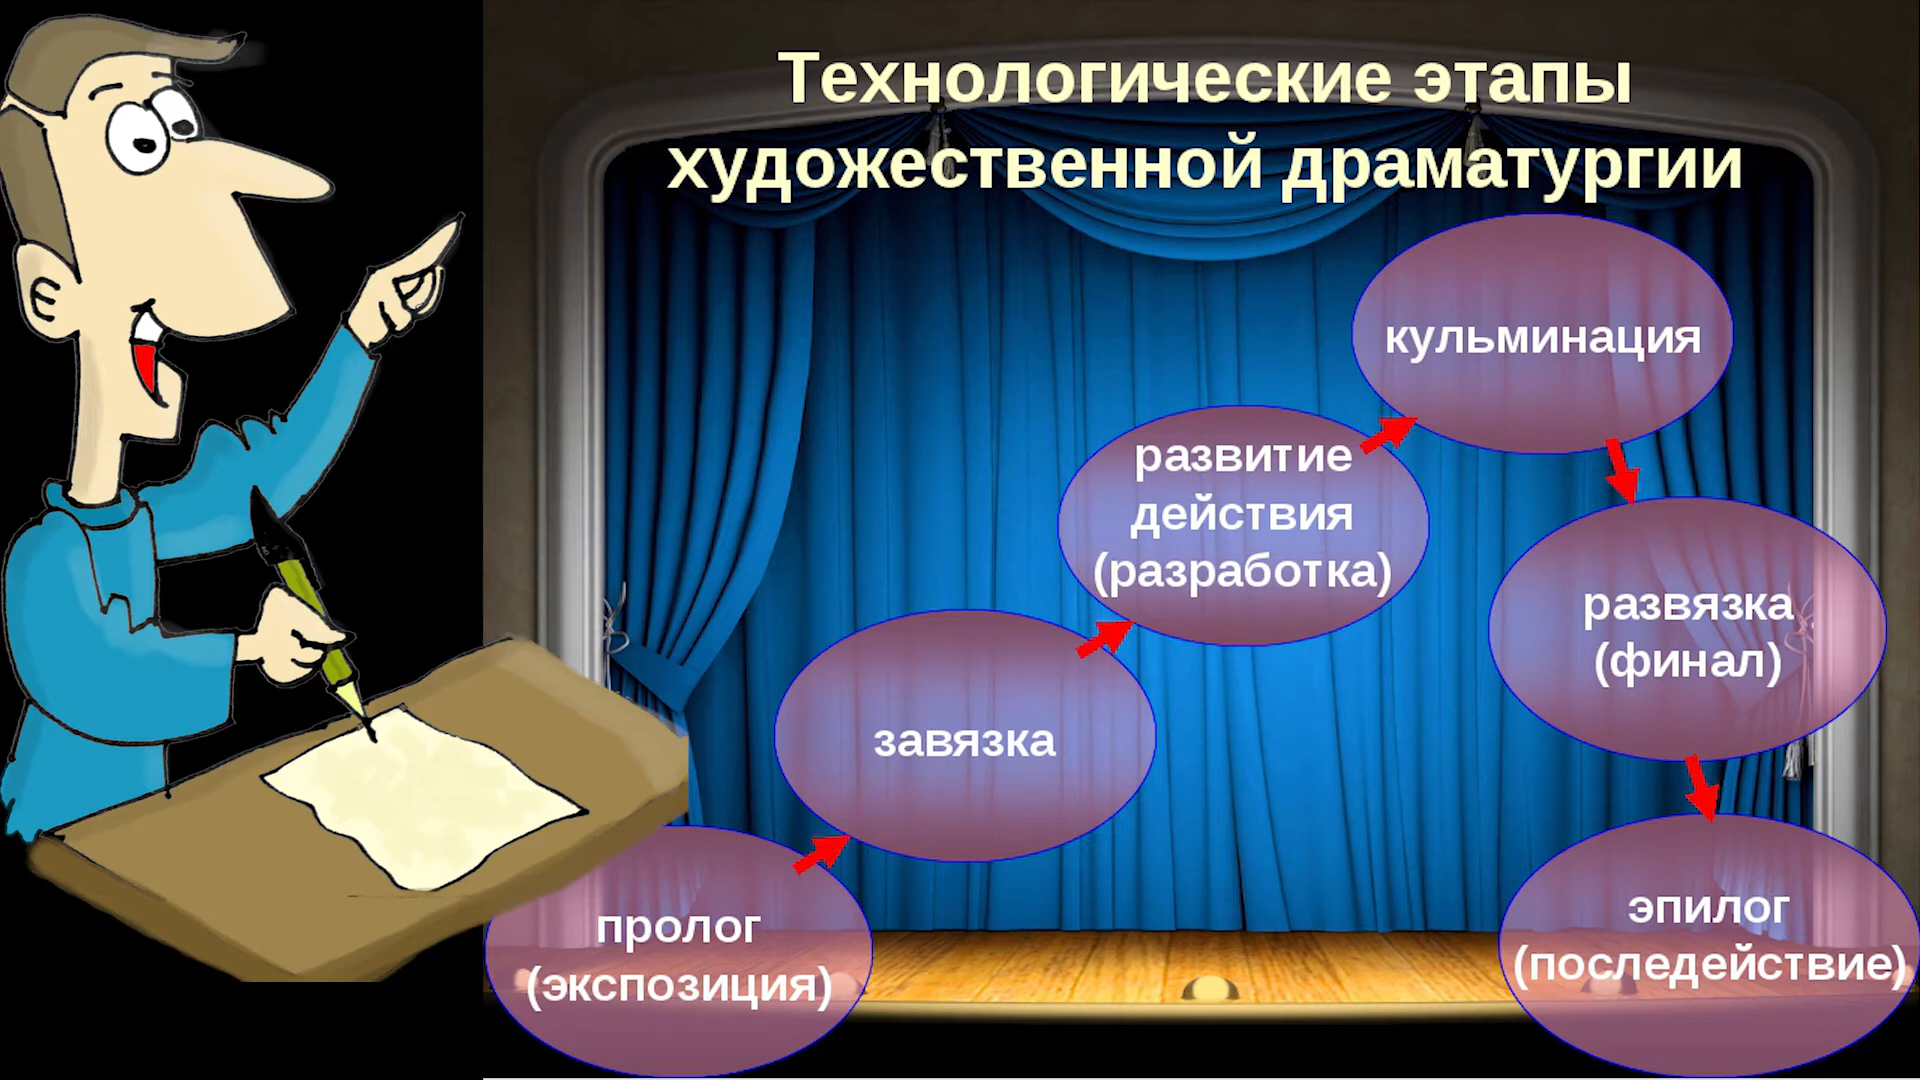 Технологические этапы
художественной драматургии
пролог
(экспозиция)
завязка
развитие
действия
(разработка)
кульминация
развязка
(финал)
эпилог
(последействие)